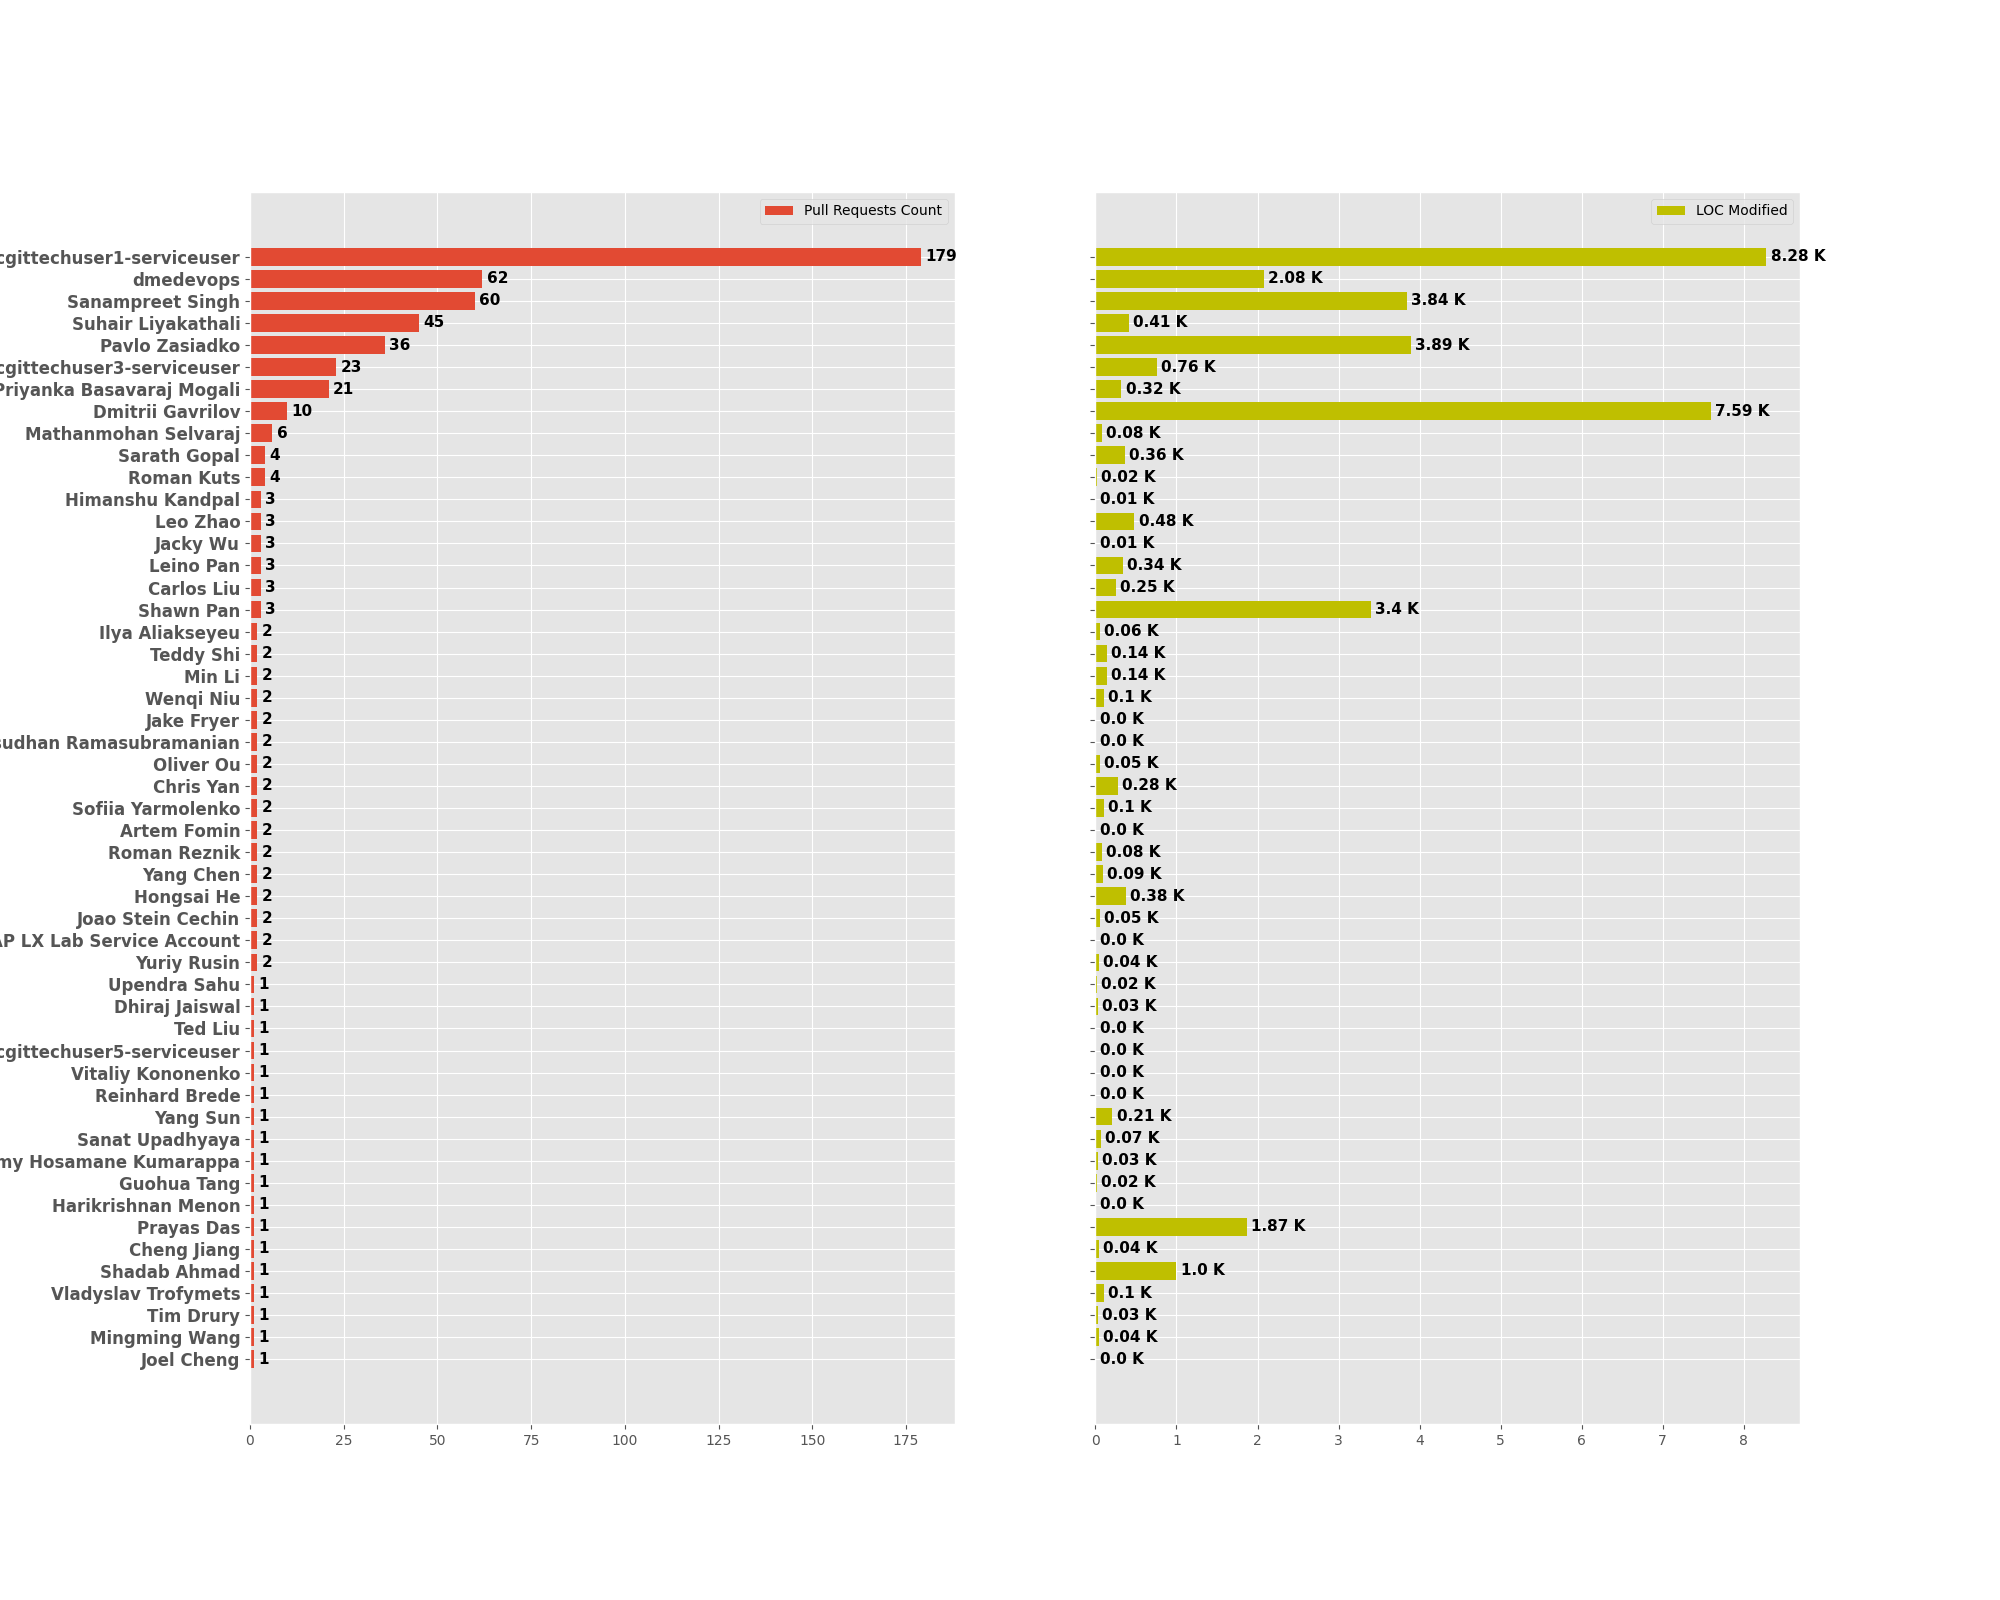 Pull Requests Count
LOC Modified
cgittechuser1-serviceuser 179 8.28 K
dmedevops 62 2.08 K
Sanampreet Singh 60 3.84 K
Suhair Liyakathali 45 0.41 K
Pavlo Zasiadko 36 3.89 K
cgittechuser3-serviceuser 23 0.76 K
Priyanka Basavaraj Mogali 21 0.32 K
Dmitrii Gavrilov 10 7.59 K
Mathanmohan Selvaraj 6 0.08 K
Sarath Gopal 4 0.36 K
Roman Kuts 4 0.02 K
Himanshu Kandpal 3 0.01 K
Leo Zhao 3 0.48 K
Jacky Wu 3 0.01 K
Leino Pan 3 0.34 K
Carlos Liu 3 0.25 K
Shawn Pan 3 3.4 K
Ilya Aliakseyeu 2 0.06 K
Teddy Shi 2 0.14 K
Min Li 2 0.14 K
Wenqi Niu 2 0.1 K
Jake Fryer 2 0.0 K
sudhan Ramasubramanian 2 0.0 K
Oliver Ou 2 0.05 K
Chris Yan 2 0.28 K
Sofiia Yarmolenko 2 0.1 K
Artem Fomin 2 0.0 K
Roman Reznik 2 0.08 K
Yang Chen 2 0.09 K
Hongsai He 2 0.38 K
Joao Stein Cechin 2 0.05 K
AP LX Lab Service Account 2 0.0 K
Yuriy Rusin 2 0.04 K
Upendra Sahu 1 0.02 K
Dhiraj Jaiswal 1 0.03 K
Ted Liu 1 0.0 K
cgittechuser5-serviceuser 1 0.0 K
Vitaliy Kononenko 1 0.0 K
Reinhard Brede 1 0.0 K
Yang Sun 1 0.21 K
Sanat Upadhyaya 1 0.07 K
my Hosamane Kumarappa 1 0.03 K
Guohua Tang 1 0.02 K
Harikrishnan Menon 1 0.0 K
Prayas Das 1 1.87 K
Cheng Jiang 1 0.04 K
Shadab Ahmad 1 1.0 K
Vladyslav Trofymets 1 0.1 K
Tim Drury 1 0.03 K
Mingming Wang 1 0.04 K
Joel Cheng 1 0.0 K
0 25 50 75 100 125 150 175
0 1 2 3 4 5 6 7 8